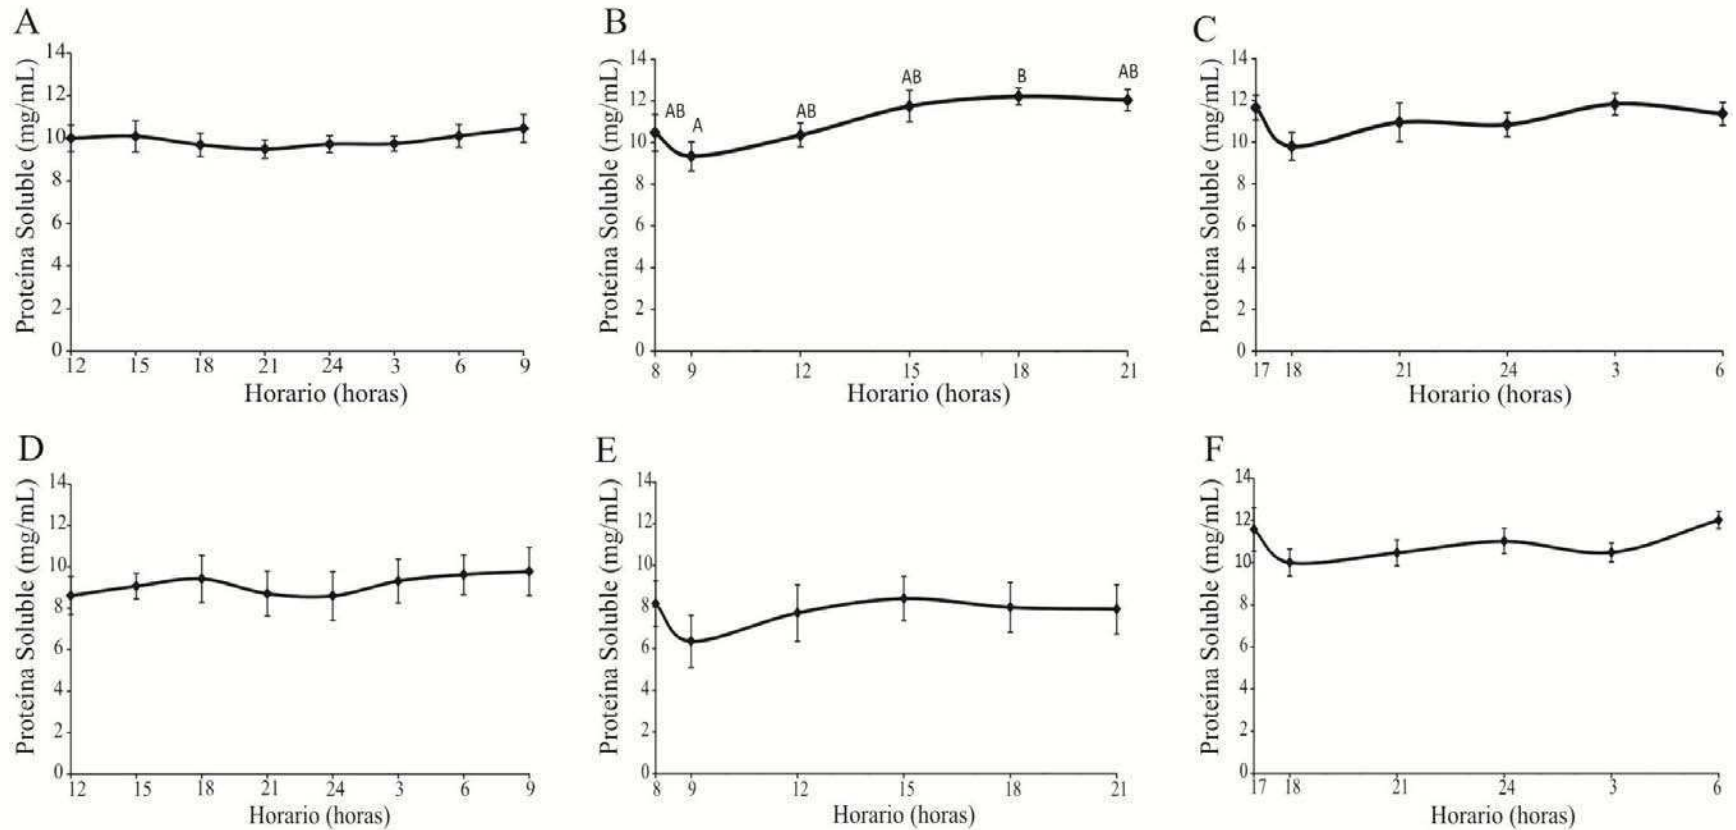 A
Proteína Soluble (mg/mL)
14
12
10
8
6
4
2
0
12 15 18 21 24 3 6 9
Horario (horas)
B
Proteína Soluble (mg/mL)
14
12
10
8
6
4
2
0
AB
A
AB
AB
B
AB
8 9 12 15 18 21
Horario (horas)
C
Proteína Soluble (mg/mL)
14
12
10
8
6
4
2
0
17 18 21 24 3 6
Horario (horas)
D
Proteína Soluble (mg/mL)
14
12
10
8
6
4
2
0
12 15 18 21 24 3 6 9
Horario (horas)
E
Proteína Soluble (mg/mL)
14
12
10
8
6
4
2
0
8 9 12 15 18 21
Horario (horas)
F
Proteína Soluble (mg/mL)
14
12
10
8
6
4
2
0
17 18 21 24 3 6
Horario (horas)